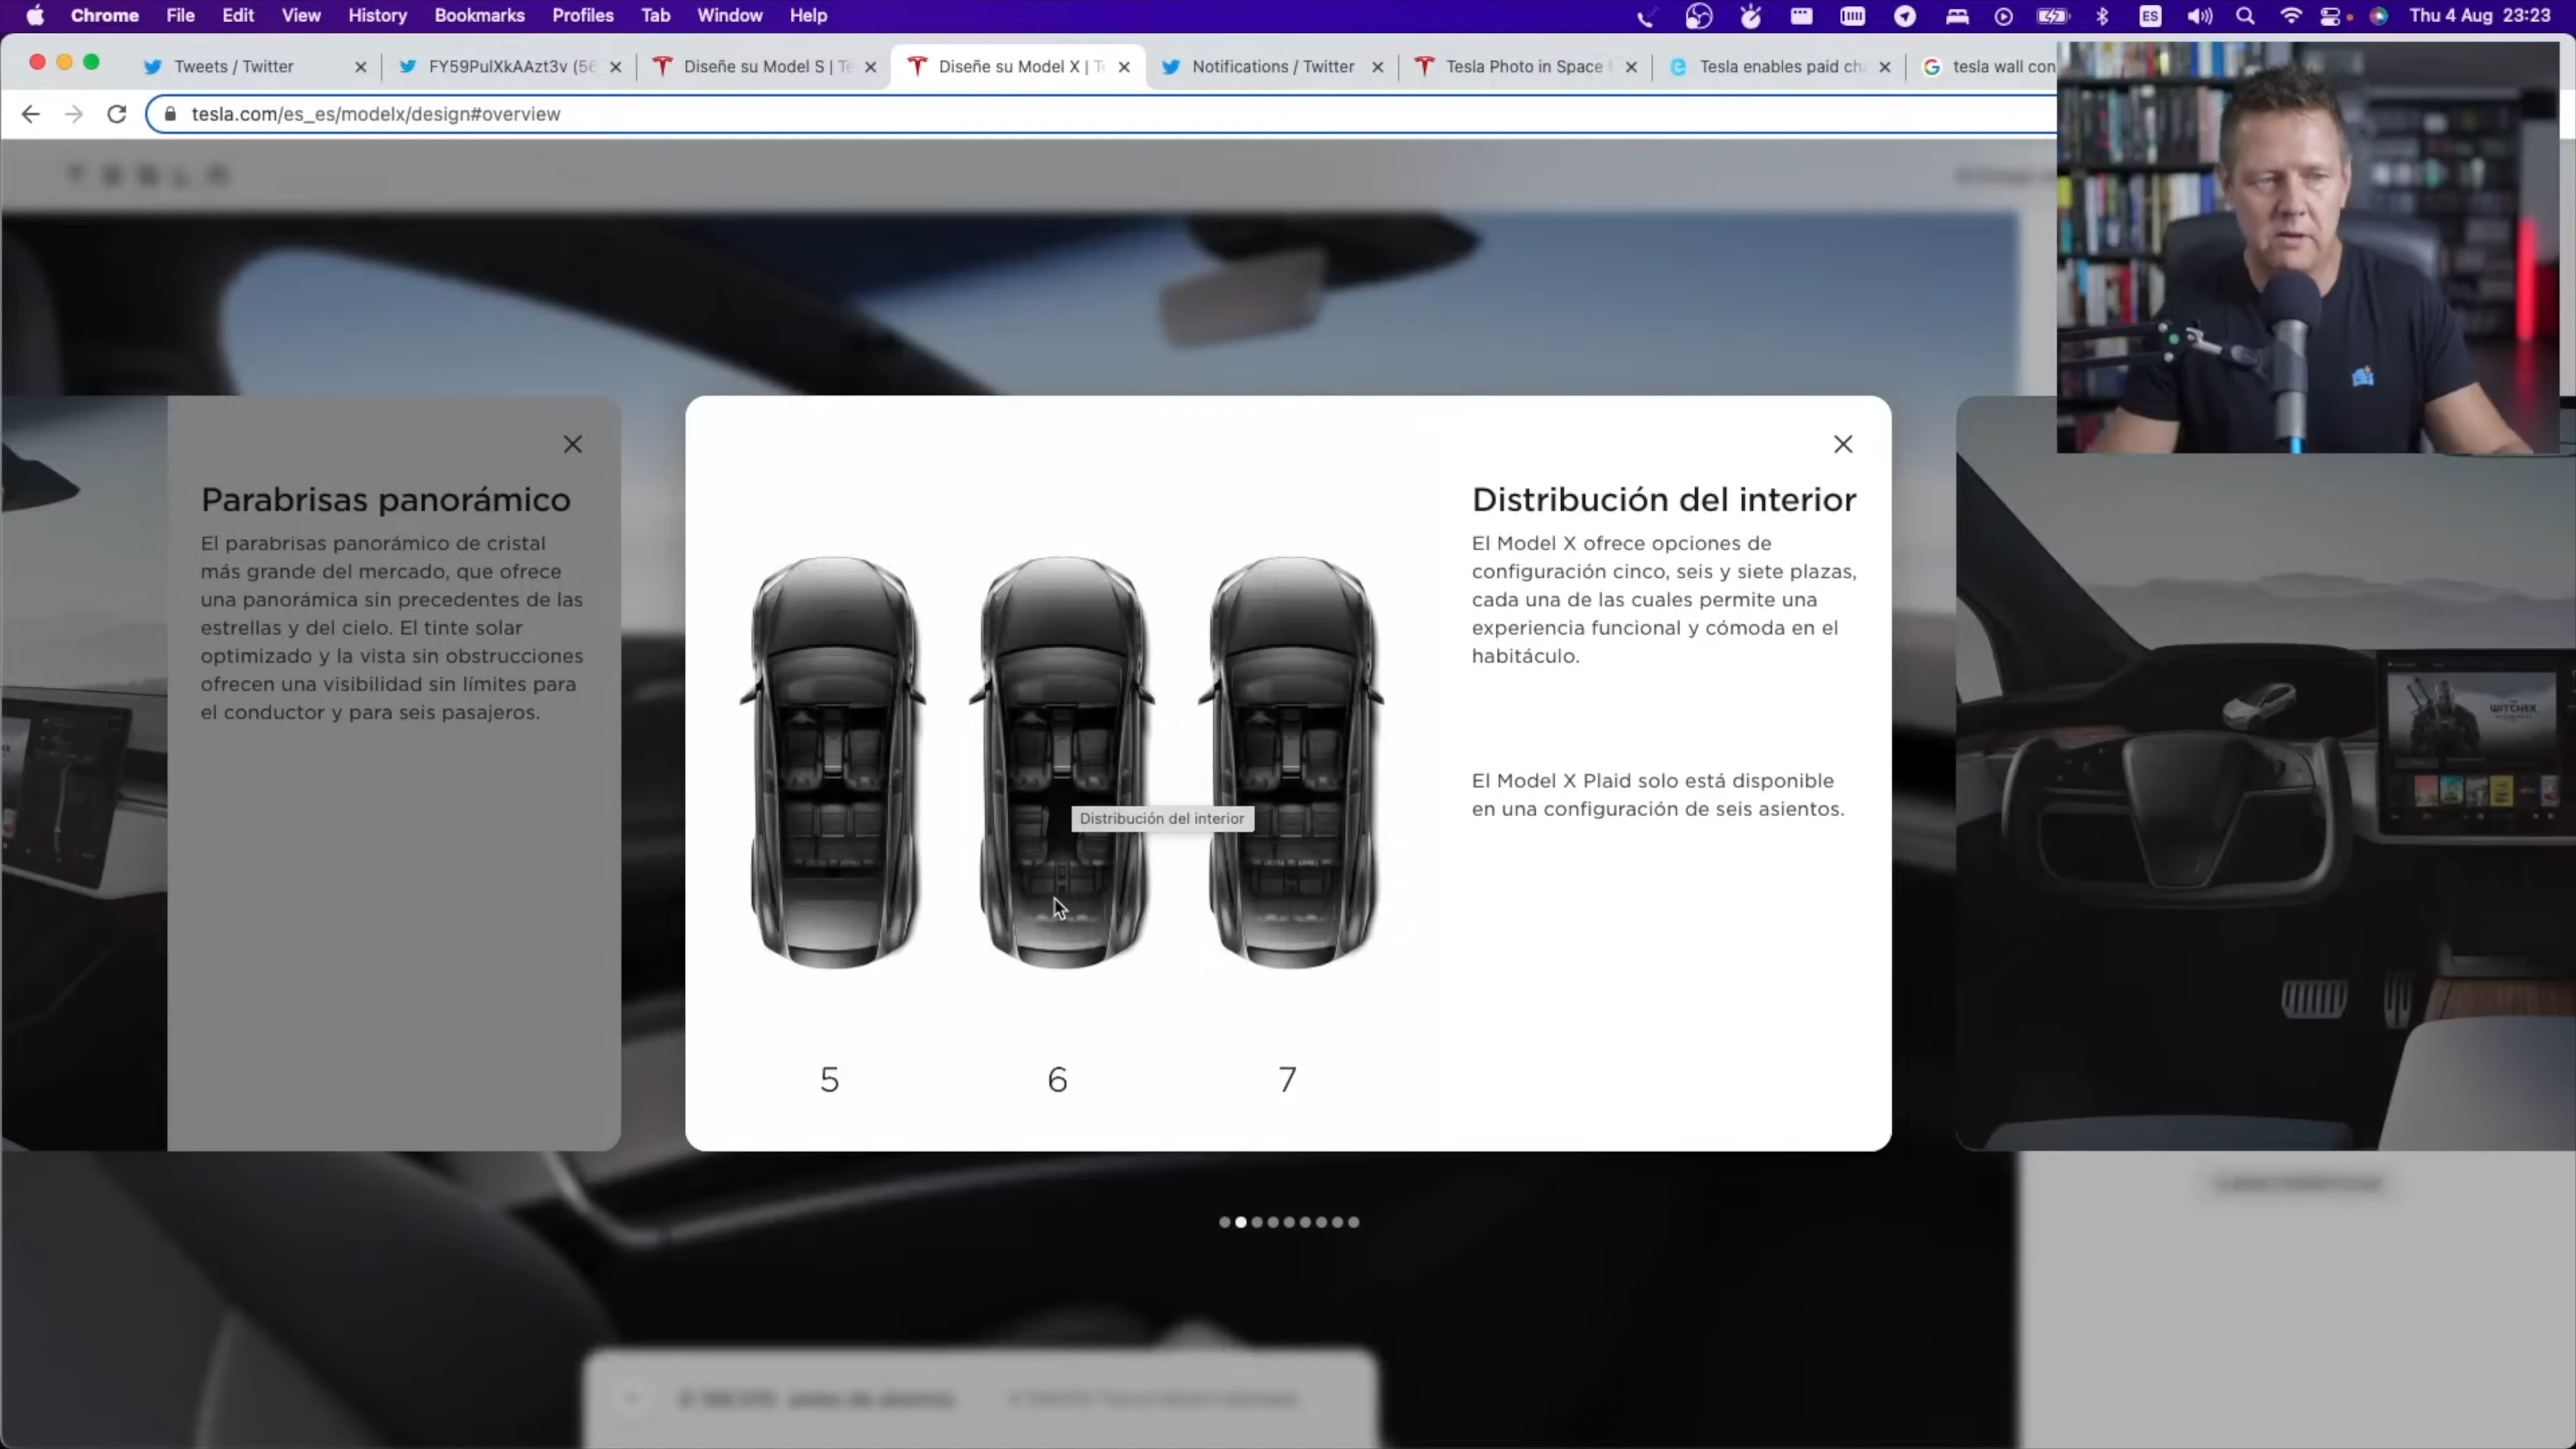 Chrome File Edit View History Bookmarks Profiles Tab Window Help
ES
Thu 4 Aug 23:23
Tweets / Twitter
FY59PulXkAAzt3v (56
Diseñe su Model S | Te
Diseñe su Model X | T
Notifications / Twitter
Tesla Photo in Space
Tesla enables paid ch
tesla wall con
tesla.com/es_es/modelx/design#overview
TESLA
Parabrisas panorámico
El parabrisas panorámico de cristal
más grande del mercado, que ofrece
una panorámica sin precedentes de las
estrellas y del cielo. El tinte solar
optimizado y la vista sin obstrucciones
ofrecen una visibilidad sin límites para
el conductor y para seis pasajeros.
Distribución del interior
5
6
7
Distribución del interior
El Model X ofrece opciones de
configuración cinco, seis y siete plazas,
cada una de las cuales permite una
experiencia funcional y cómoda en el
habitáculo.
El Model X Plaid solo está disponible
en una configuración de seis asientos.
WITCHER